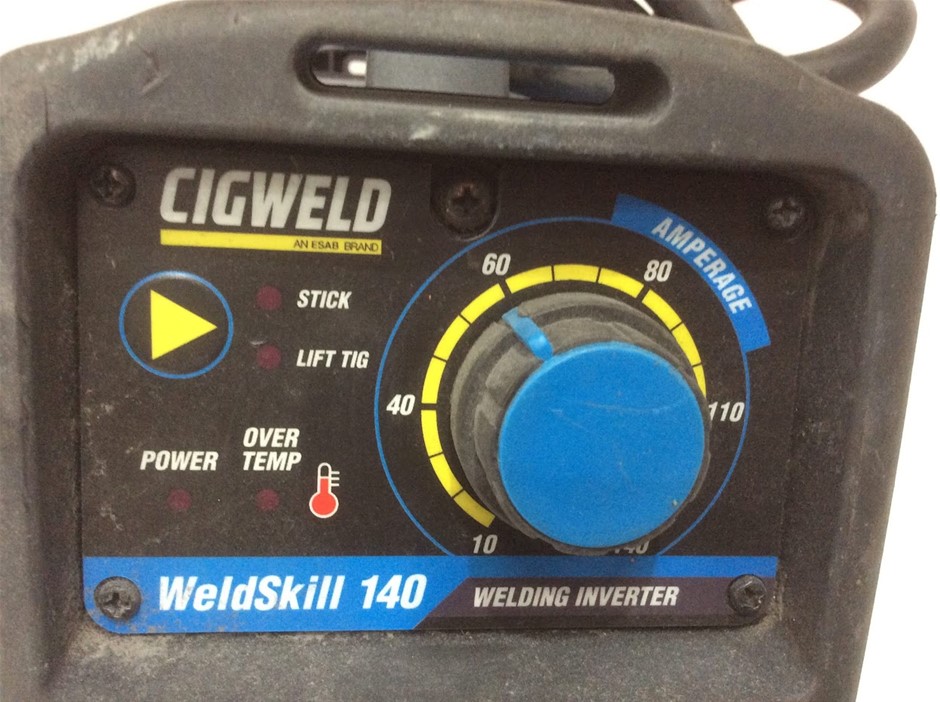 CIGWELD
AN ESAB BRAND
STICK
LIFT TIG
POWER
OVER
TEMP
AMPERAGE
60
80
40
110
10
140
WeldSkill 140
WELDING INVERTER